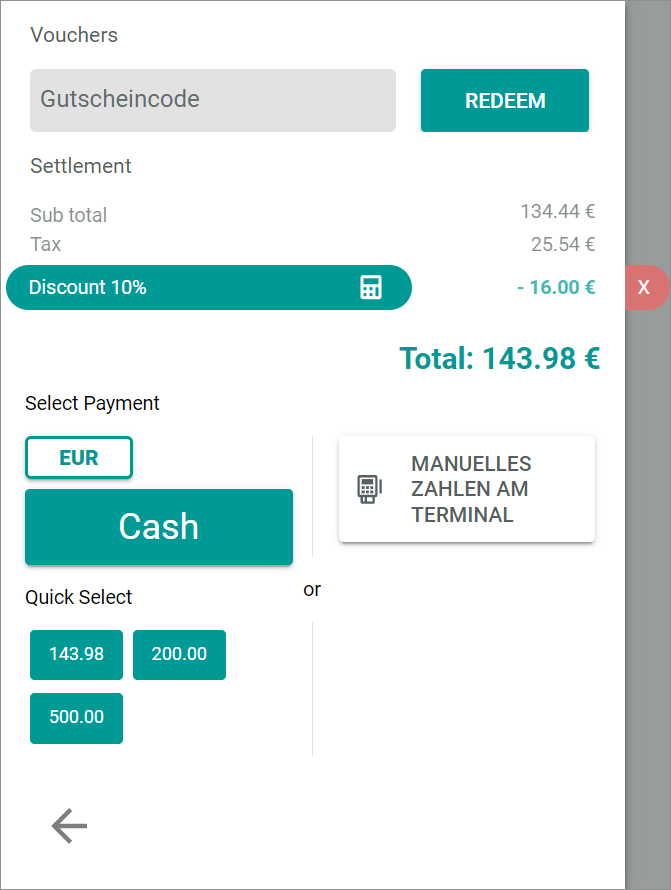 Vouchers
Gutscheincode
REDEEM
Settlement
Sub total 134.44 €
Tax 25.54 €
Discount 10% - 16.00 € X
Total: 143.98 €
Select Payment
EUR
Cash
MANUELLES
ZAHLEN AM
TERMINAL
or
Quick Select
143.98 200.00
500.00